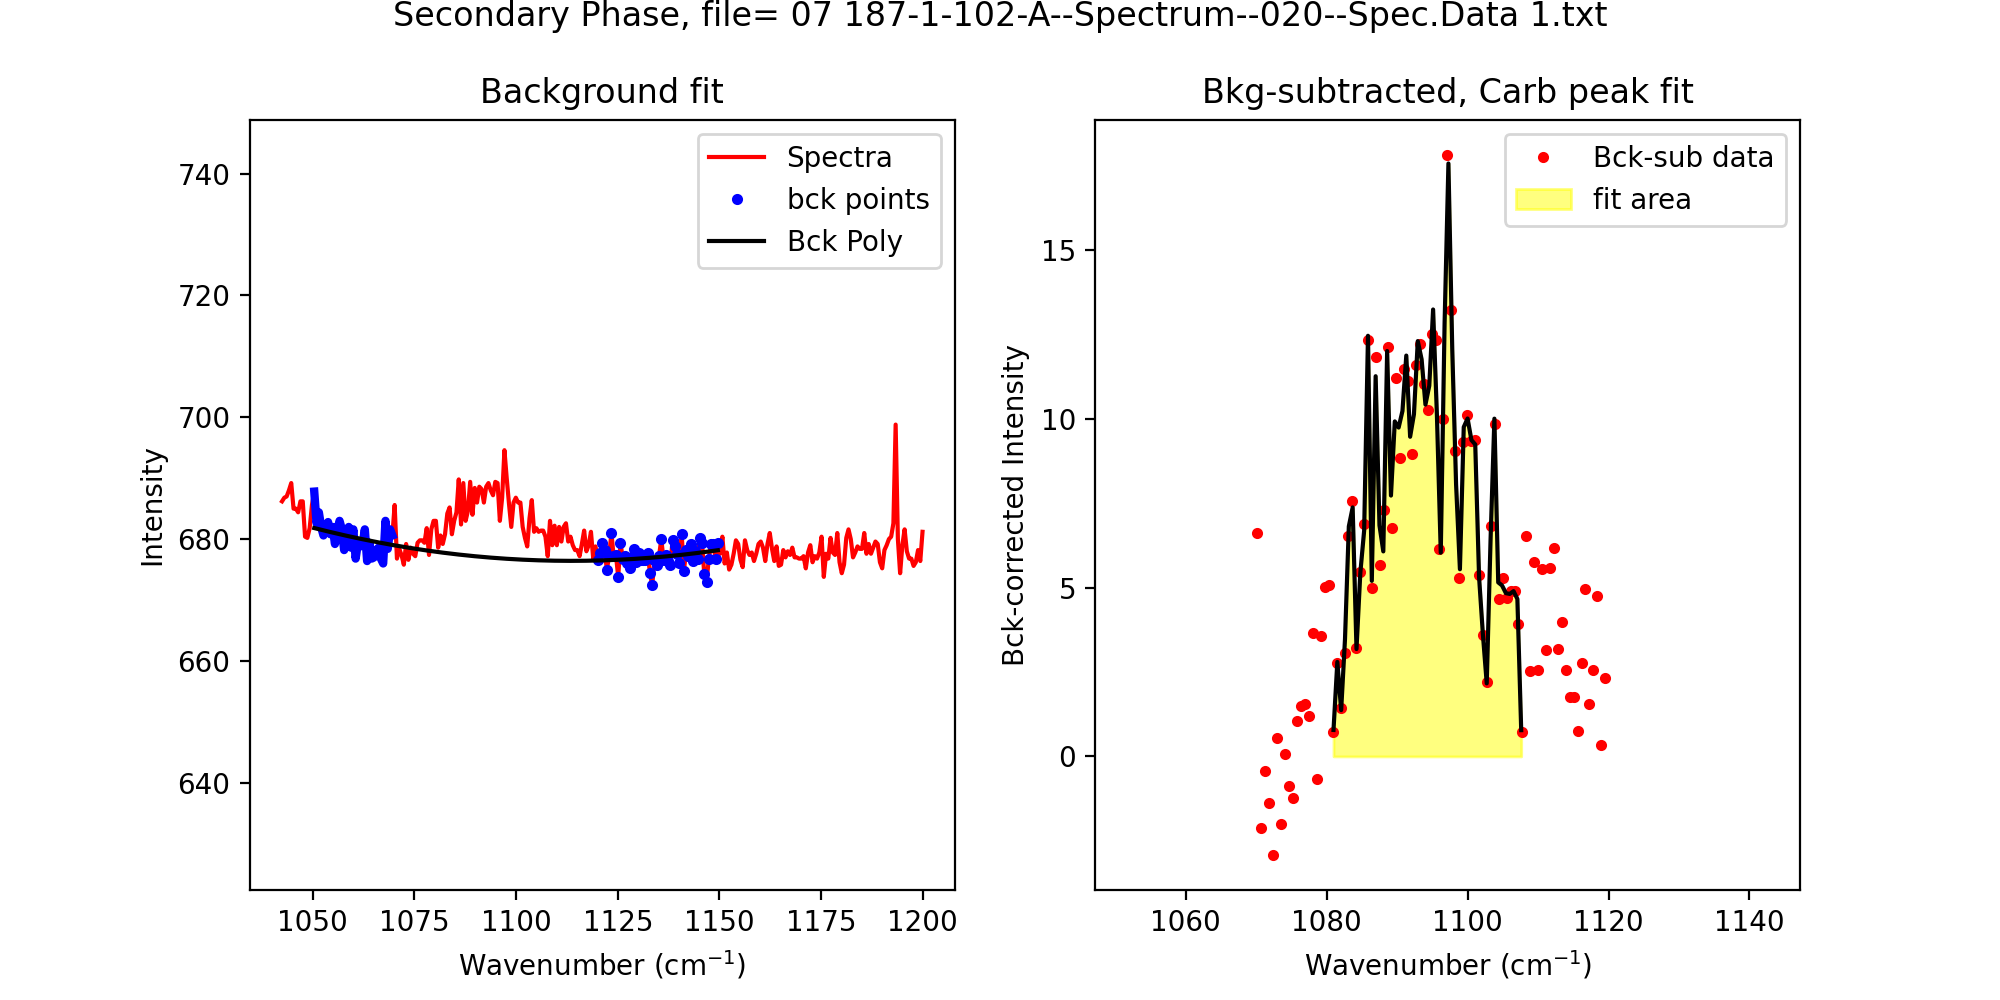 Secondary Phase, file= 07 187-1-102-A--Spectrum--020--Spec.Data 1.txt
Background fit
740
720
700
680
660
640
Intensity
Spectra
bck points
Bck Poly
1050 1075 1100 1125 1150 1175 1200
Wavenumber (cm⁻¹)
Bkg-subtracted, Carb peak fit
15
10
5
0
Bck-corrected Intensity
Bck-sub data
fit area
1060 1080 1100 1120 1140
Wavenumber (cm⁻¹)